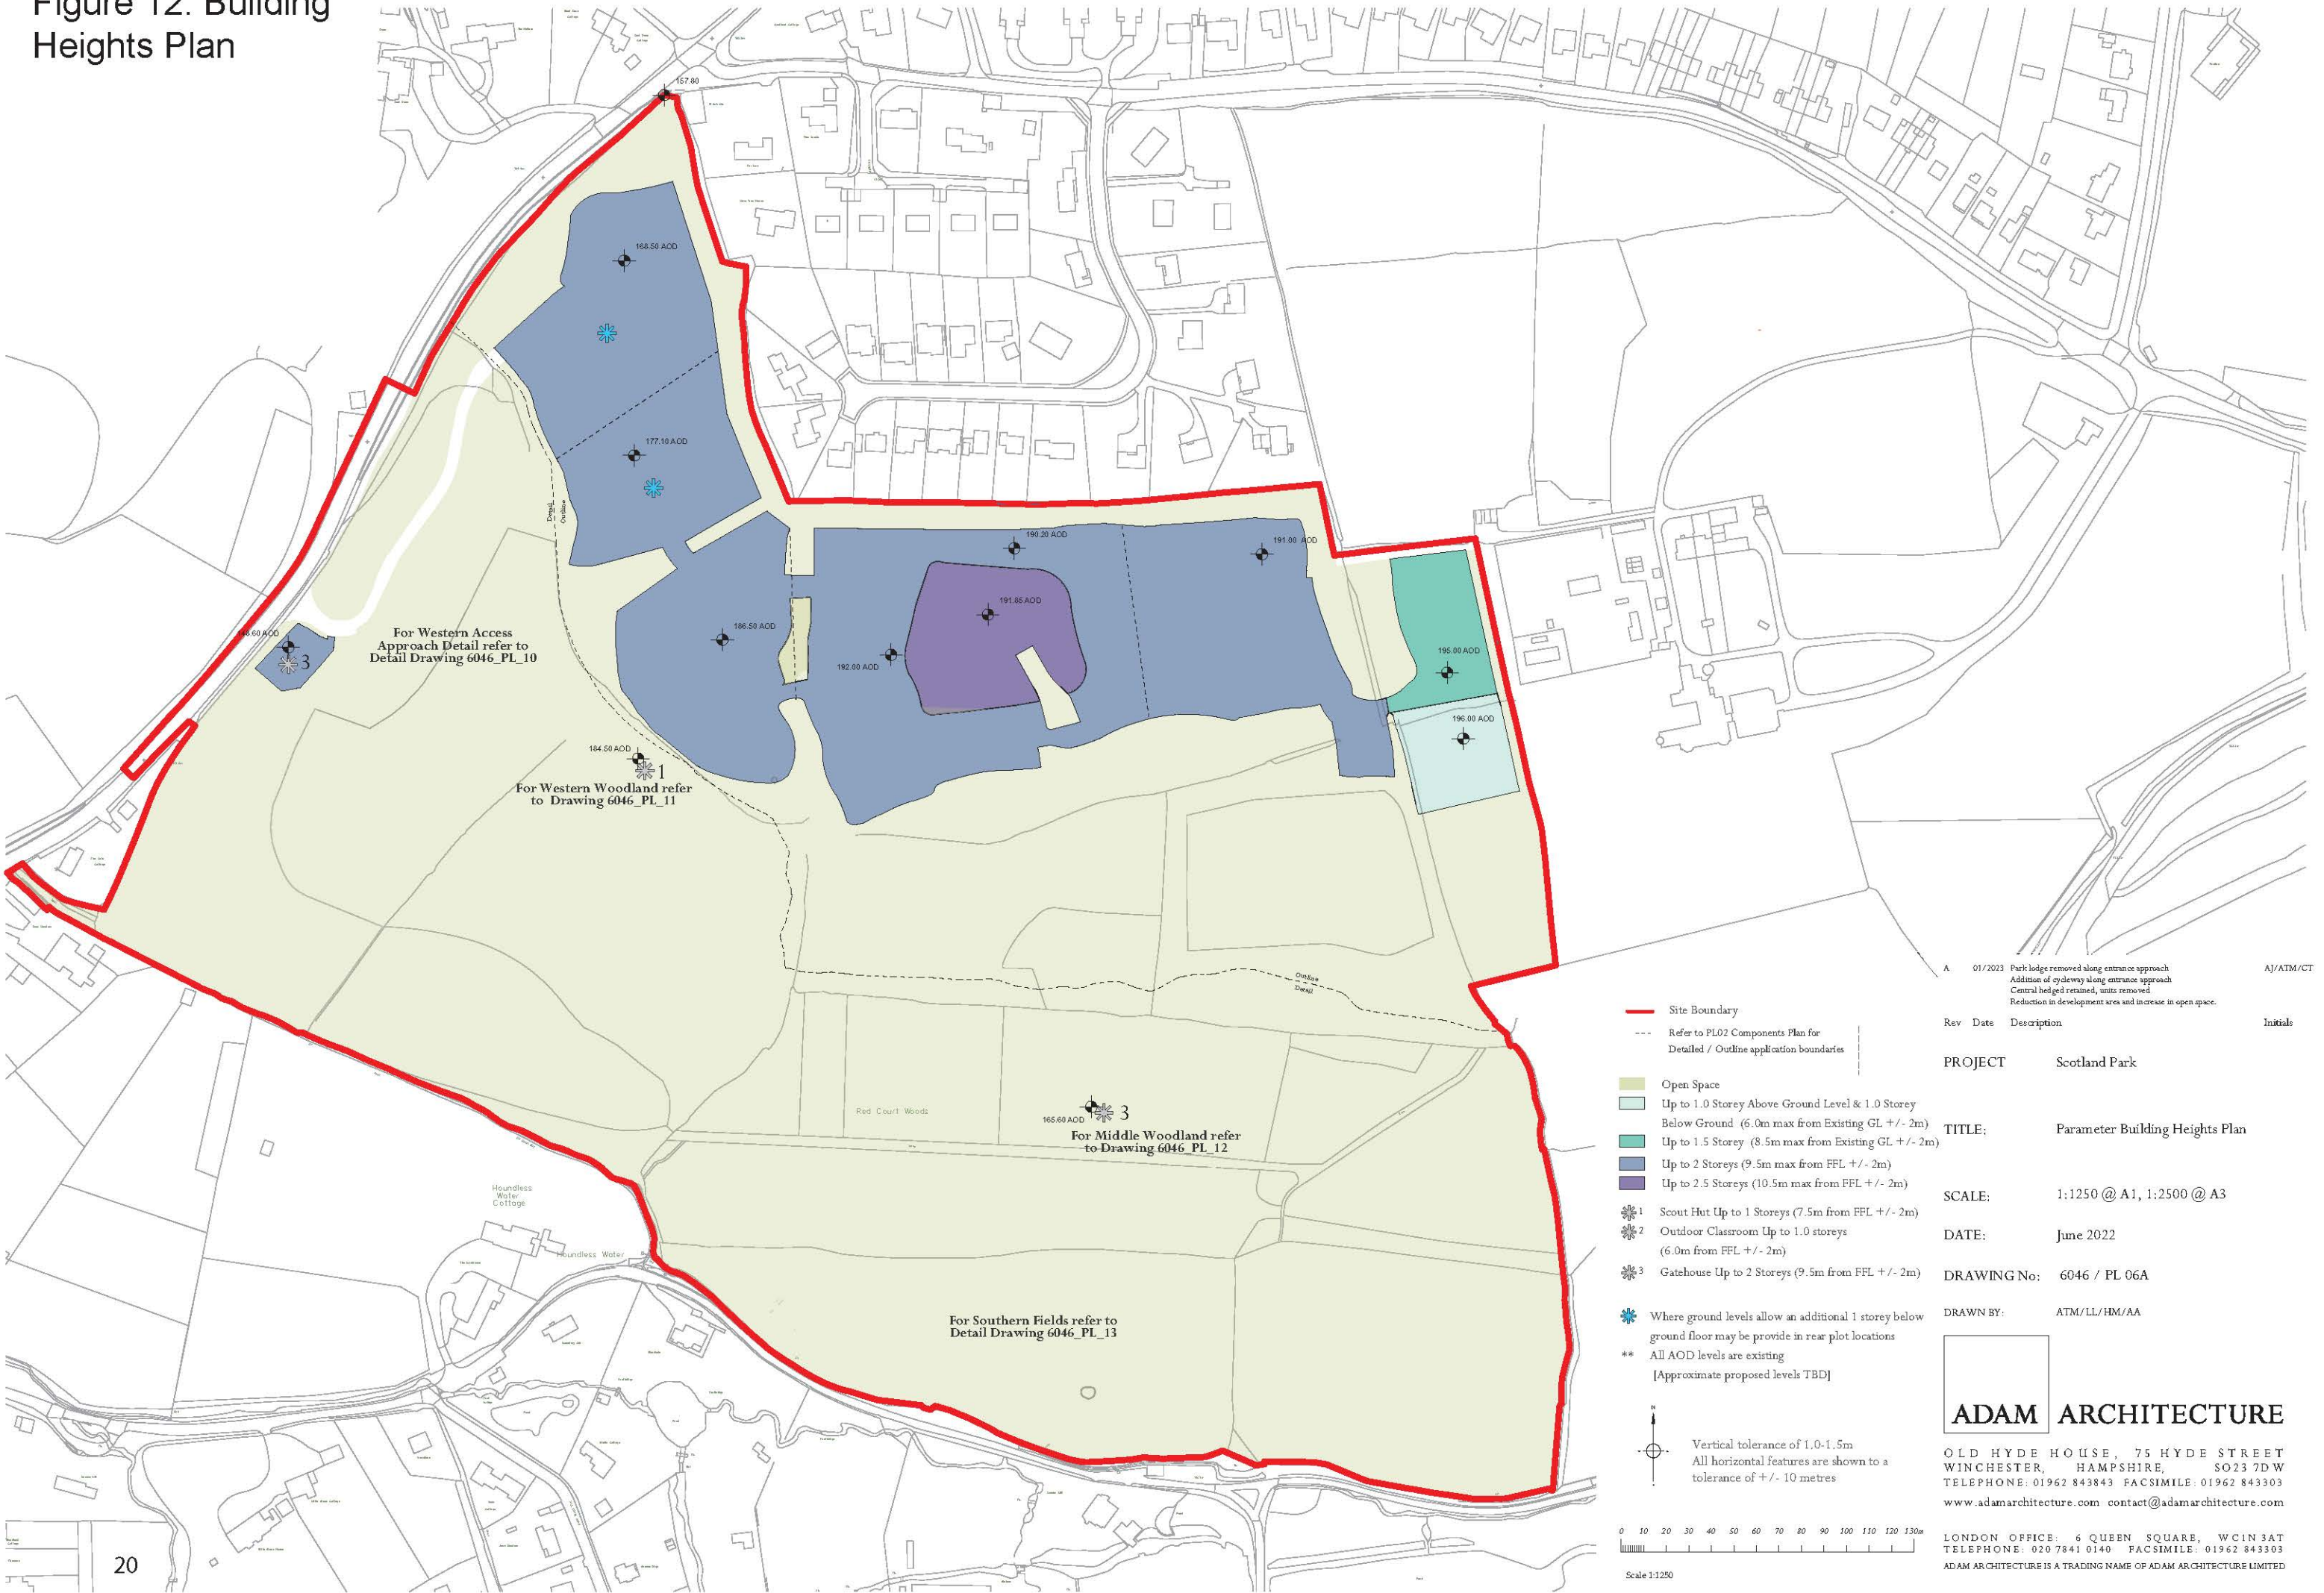 Figure 12: Building
Heights Plan
157.80
168.50 AOD
177.10 AOD
Detail
Outline
190.20 AOD
191.00 AOD
191.85 AOD
186.50 AOD
192.00 AOD
195.00 AOD
196.00 AOD
3
For Western Access
Approach Detail refer to
Detail Drawing 6046_PL_10
184.50 AOD
1
For Western Woodland refer
to Drawing 6046_PL_11
Outline
Detail
Red Court Woods
165.60 AOD
3
For Middle Woodland refer
to Drawing 6046_PL_12
Houndless
Water
Cottage
Houndless Water
For Southern Fields refer to
Detail Drawing 6046_PL_13
20
Site Boundary
Refer to PL02 Components Plan for
Detailed / Outline application boundaries
Open Space
Up to 1.0 Storey Above Ground Level & 1.0 Storey
Below Ground (6.0m max from Existing GL +/- 2m)
Up to 1.5 Storey (8.5m max from Existing GL +/- 2m)
Up to 2 Storeys (9.5m max from FFL +/- 2m)
Up to 2.5 Storeys (10.5m max from FFL +/- 2m)
1 Scout Hut Up to 1 Storeys (7.5m from FFL +/- 2m)
2 Outdoor Classroom Up to 1.0 storeys
(6.0m from FFL +/- 2m)
3 Gatehouse Up to 2 Storeys (9.5m from FFL +/- 2m)
Where ground levels allow an additional 1 storey below
ground floor may be provide in rear plot locations
** All AOD levels are existing
[Approximate proposed levels TBD]
N
Vertical tolerance of 1.0-1.5m
All horizontal features are shown to a
tolerance of +/- 10 metres
0 10 20 30 40 50 60 70 80 90 100 110 120 130m
Scale 1:1250
A 01/2023 Park lodge removed along entrance approach AJ/ATM/CT
Addition of cycleway along entrance approach
Central hedged retained, units removed
Reduction in development area and increase in open space.
Rev Date Description Initials
PROJECT Scotland Park
TITLE: Parameter Building Heights Plan
SCALE: 1:1250 @ A1, 1:2500 @ A3
DATE: June 2022
DRAWING No: 6046 / PL 06A
DRAWN BY: ATM/LL/HM/AA
ADAM ARCHITECTURE
OLD HYDE HOUSE, 75 HYDE STREET
WINCHESTER, HAMPSHIRE, SO23 7DW
TELEPHONE: 01962 843843 FACSIMILE: 01962 843303
www.adamarchitecture.com contact@adamarchitecture.com
LONDON OFFICE: 6 QUEEN SQUARE, WC1N 3AT
TELEPHONE: 020 7841 0140 FACSIMILE: 01962 843303
ADAM ARCHITECTURE IS A TRADING NAME OF ADAM ARCHITECTURE LIMITED